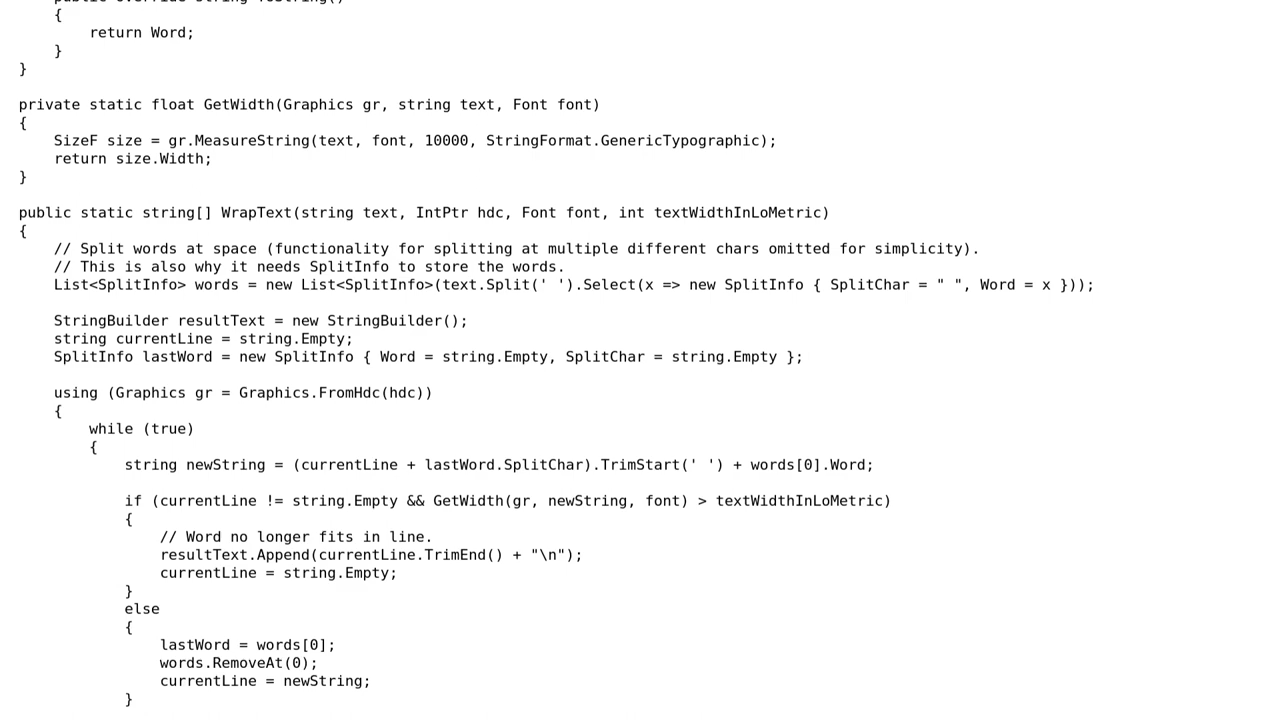 {
        return Word;
    }
}

private static float GetWidth(Graphics gr, string text, Font font)
{
    SizeF size = gr.MeasureString(text, font, 10000, StringFormat.GenericTypographic);
    return size.Width;
}

public static string[] WrapText(string text, IntPtr hdc, Font font, int textWidthInLoMetric)
{
    // Split words at space (functionality for splitting at multiple different chars omitted for simplicity).
    // This is also why it needs SplitInfo to store the words.
    List<SplitInfo> words = new List<SplitInfo>(text.Split(' ').Select(x => new SplitInfo { SplitChar = " ", Word = x }));

    StringBuilder resultText = new StringBuilder();
    string currentLine = string.Empty;
    SplitInfo lastWord = new SplitInfo { Word = string.Empty, SplitChar = string.Empty };

    using (Graphics gr = Graphics.FromHdc(hdc))
    {
        while (true)
        {
            string newString = (currentLine + lastWord.SplitChar).TrimStart(' ') + words[0].Word;

            if (currentLine != string.Empty && GetWidth(gr, newString, font) > textWidthInLoMetric)
            {
                // Word no longer fits in line.
                resultText.Append(currentLine.TrimEnd() + "\n");
                currentLine = string.Empty;
            }
            else
            {
                lastWord = words[0];
                words.RemoveAt(0);
                currentLine = newString;
            }